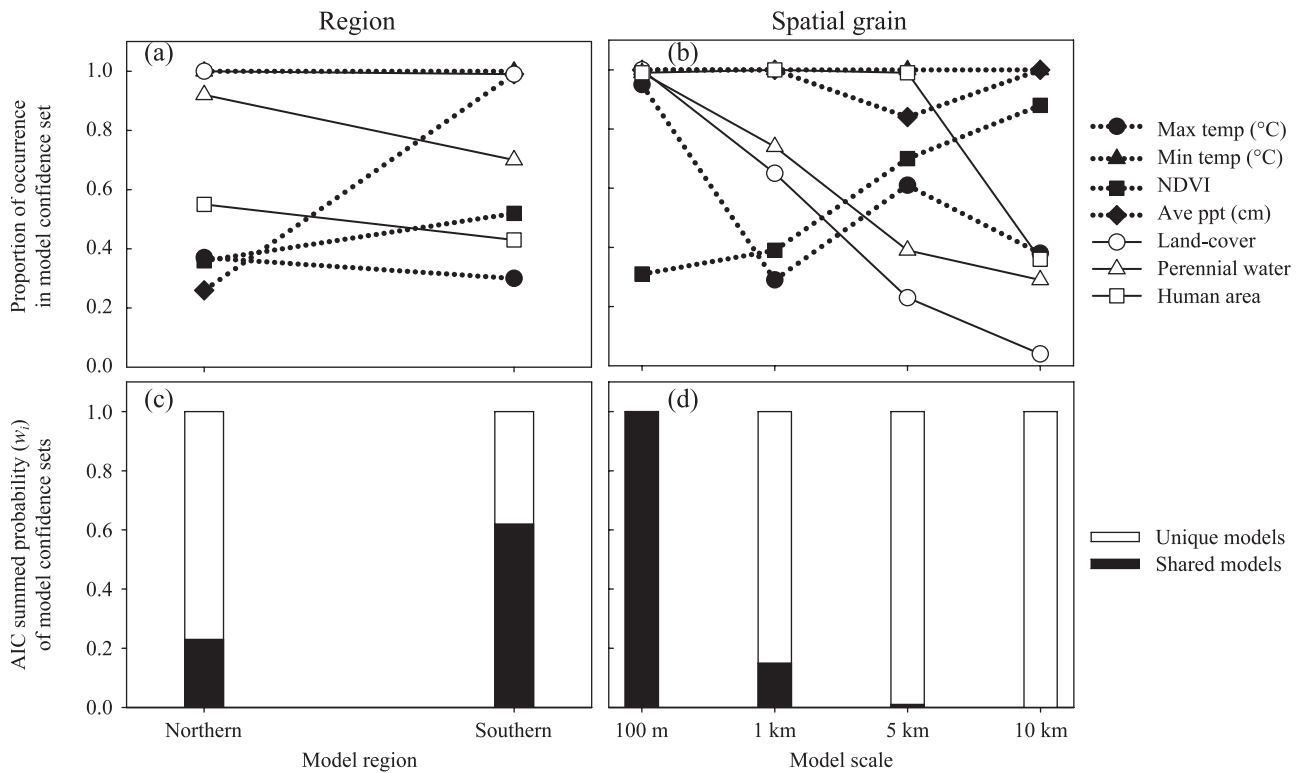 Region
Spatial grain
(a)
(b)
1.0
0.8
0.6
0.4
0.2
0.0
Proportion of occurrence
in model confidence set
Max temp (°C)
Min temp (°C)
NDVI
Ave ppt (cm)
Land-cover
Perennial water
Human area
(c)
(d)
1.0
0.8
0.6
0.4
0.2
0.0
AIC summed probability (wi)
of model confidence sets
Unique models
Shared models
Northern
Southern
100 m
1 km
5 km
10 km
Model region
Model scale